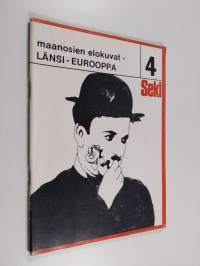 maanosien elokuvat -
LÄNSI - EUROOPPA
4
Seki